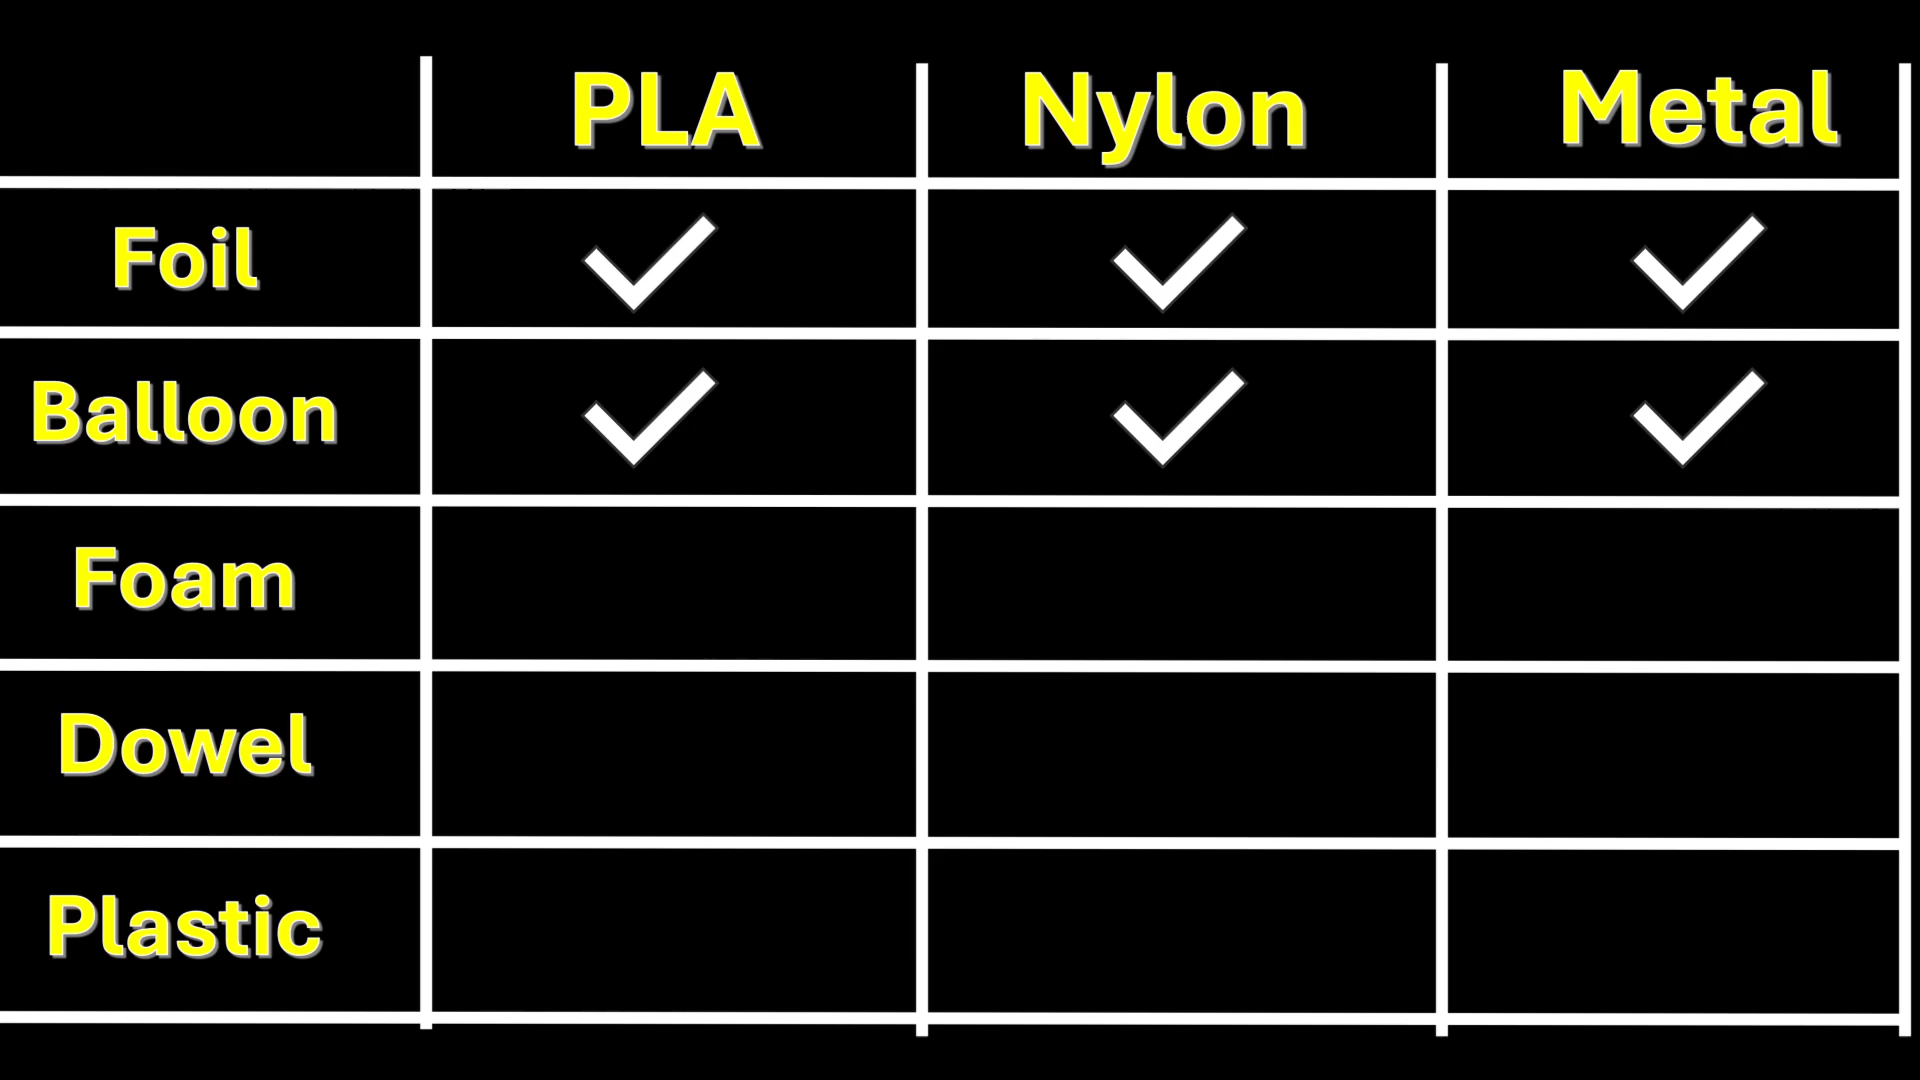 PLA Nylon Metal
Foil ✓ ✓ ✓
Balloon ✓ ✓ ✓
Foam
Dowel
Plastic